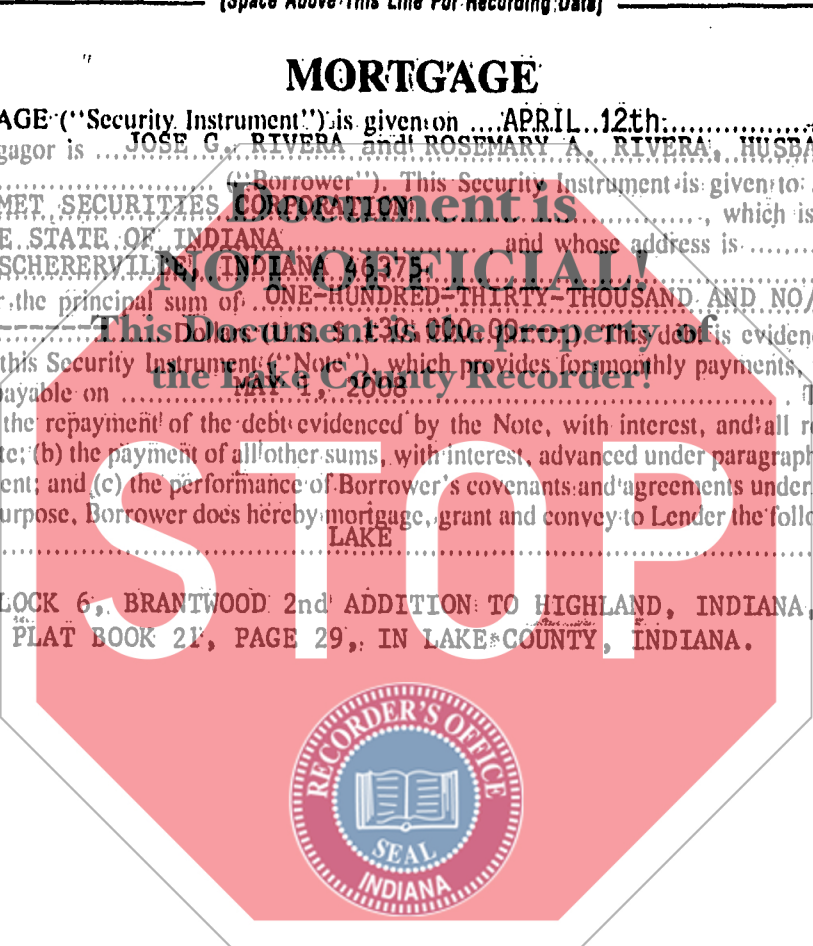 [Space Above This Line For Recording Data]
MORTGAGE
AGE ("Security Instrument") is given on ....APRIL..12th...............
gagor is ....JOSE G. RIVERA and ROSEMARY A. RIVERA, HUSBA
("Borrower"). This Security Instrument is given to
MET SECURITIES CORPORATION , which is
Document is
E STATE OF INDIANA and whose address is
SCHERERVILLE, INDIANA 46375
NOT OFFICIAL!
the principal sum of ONE-HUNDRED-THIRTY-THOUSAND AND NO/
Dollars (U.S. $ 130,000.00----). This debt is eviden
This Document is the property of
this Security Instrument ("Note"), which provides for monthly payments,
the Lake County Recorder!
payable on MAY 1, 2008 .
the repayment of the debt evidenced by the Note, with interest, and all
te; (b) the payment of all other sums, with interest, advanced under paragraph
ent; and (c) the performance of Borrower's covenants and agreements under
urpose, Borrower does hereby mortgage, grant and convey to Lender the follo
LAKE
STOP
LOCK 6, BRANTWOOD 2nd ADDITION TO HIGHLAND, INDIANA,
PLAT BOOK 21, PAGE 29, IN LAKE COUNTY, INDIANA.
RECORDER'S OFFICE
SEAL
INDIANA